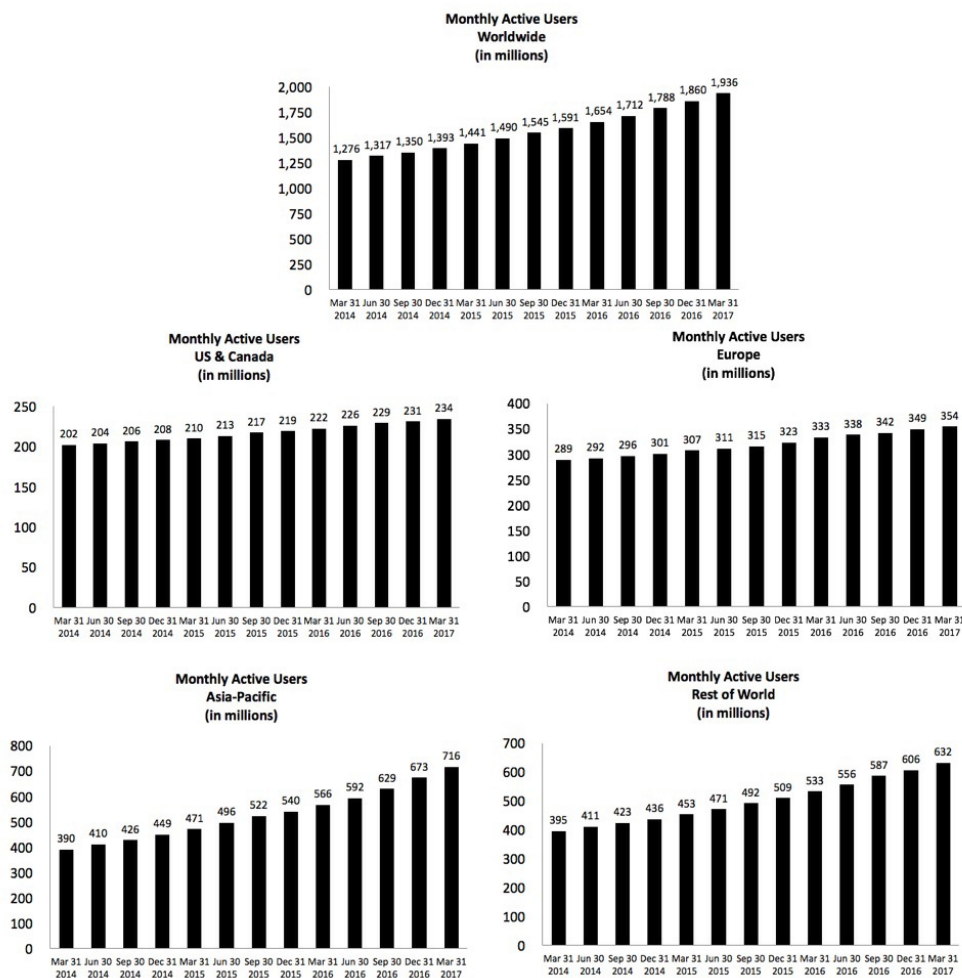 Monthly Active Users
Worldwide
(in millions)
2,000
1,750
1,500
1,250
1,000
750
500
250
0
1,276 1,317 1,350 1,393 1,441 1,490 1,545 1,591 1,654 1,712 1,788 1,860 1,936
Mar 31 Jun 30 Sep 30 Dec 31 Mar 31 Jun 30 Sep 30 Dec 31 Mar 31 Jun 30 Sep 30 Dec 31 Mar 31
2014 2014 2014 2014 2015 2015 2015 2015 2016 2016 2016 2016 2017
Monthly Active Users
US & Canada
(in millions)
250
200
150
100
50
0
202 204 206 208 210 213 217 219 222 226 229 231 234
Mar 31 Jun 30 Sep 30 Dec 31 Mar 31 Jun 30 Sep 30 Dec 31 Mar 31 Jun 30 Sep 30 Dec 31 Mar 31
2014 2014 2014 2014 2015 2015 2015 2015 2016 2016 2016 2016 2017
Monthly Active Users
Europe
(in millions)
400
350
300
250
200
150
100
50
0
289 292 296 301 307 311 315 323 333 338 342 349 354
Mar 31 Jun 30 Sep 30 Dec 31 Mar 31 Jun 30 Sep 30 Dec 31 Mar 31 Jun 30 Sep 30 Dec 31 Mar 31
2014 2014 2014 2014 2015 2015 2015 2015 2016 2016 2016 2016 2017
Monthly Active Users
Asia-Pacific
(in millions)
800
700
600
500
400
300
200
100
0
390 410 426 449 471 496 522 540 566 592 629 673 716
Mar 31 Jun 30 Sep 30 Dec 31 Mar 31 Jun 30 Sep 30 Dec 31 Mar 31 Jun 30 Sep 30 Dec 31 Mar 31
2014 2014 2014 2014 2015 2015 2015 2015 2016 2016 2016 2016 2017
Monthly Active Users
Rest of World
(in millions)
700
600
500
400
300
200
100
0
395 411 423 436 453 471 492 509 533 556 587 606 632
Mar 31 Jun 30 Sep 30 Dec 31 Mar 31 Jun 30 Sep 30 Dec 31 Mar 31 Jun 30 Sep 30 Dec 31 Mar 31
2014 2014 2014 2014 2015 2015 2015 2015 2016 2016 2016 2016 2017